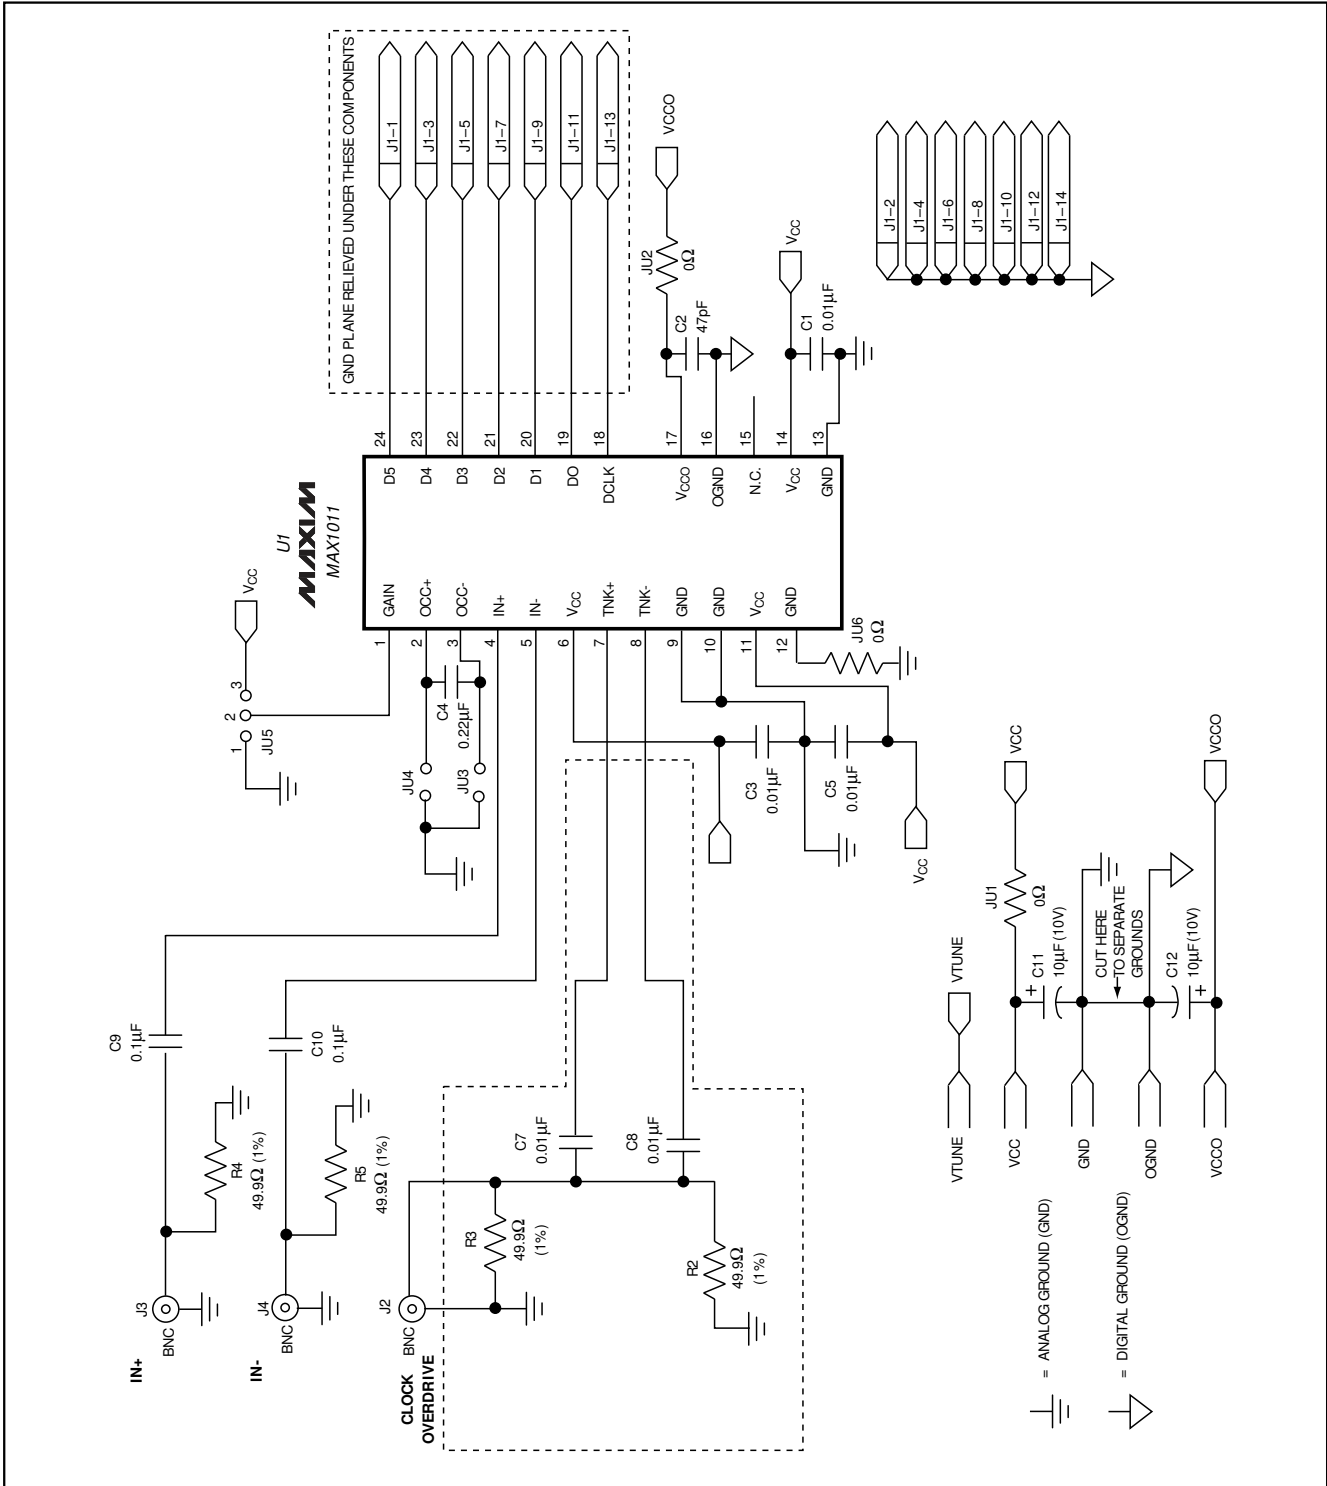 IN+
J3
BNC
R4
49.9Ω (1%)
C9
0.1µF
IN-
J4
BNC
R5
49.9Ω (1%)
C10
0.1µF
CLOCK
OVERDRIVE
J2
BNC
R3
49.9Ω
(1%)
R2
49.9Ω
(1%)
C7
0.01µF
C8
0.01µF
1
2
3
JU5
VCC
JU4
JU3
C4
0.22µF
C3
0.01µF
C5
0.01µF
VCC
JU6
0Ω
U1
MAXIM
MAX1011
1
GAIN
2
OCC+
3
OCC-
4
IN+
5
IN-
6
VCC
7
TNK+
8
TNK-
9
GND
10
GND
11
VCC
12
GND
D5
24
D4
23
D3
22
D2
21
D1
20
DO
19
DCLK
18
VCCO
17
OGND
16
N.C.
15
VCC
14
GND
13
GND PLANE RELIEVED UNDER THESE COMPONENTS
J1-1
J1-3
J1-5
J1-7
J1-9
J1-11
J1-13
JU2
0Ω
VCCO
C2
47pF
VCC
C1
0.01µF
J1-2
J1-4
J1-6
J1-8
J1-10
J1-12
J1-14
VTUNE
VTUNE
VCC
JU1
0Ω
VCC
+
C11
10µF (10V)
GND
CUT HERE
TO SEPARATE
GROUNDS
OGND
C12
10µF (10V)
+
VCCO
VCCO
= ANALOG GROUND (GND)
= DIGITAL GROUND (OGND)